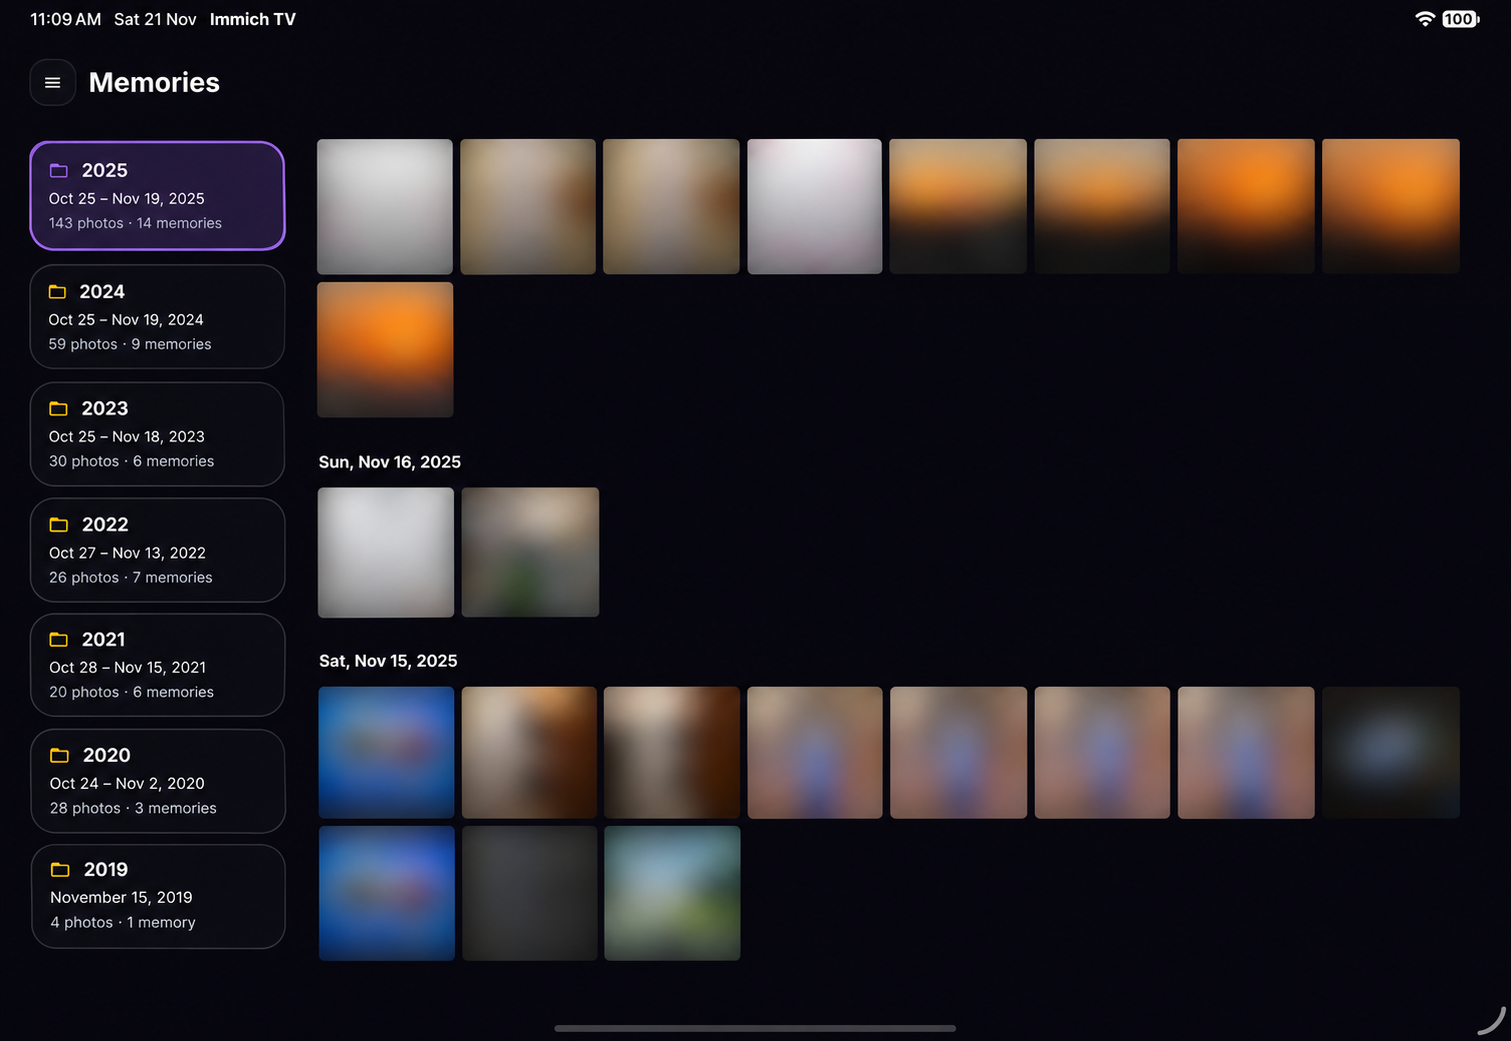 11:09 AM Sat 21 Nov Immich TV
100
Memories
2025
Oct 25 – Nov 19, 2025
143 photos · 14 memories
2024
Oct 25 – Nov 19, 2024
59 photos · 9 memories
2023
Oct 25 – Nov 18, 2023
30 photos · 6 memories
2022
Oct 27 – Nov 13, 2022
26 photos · 7 memories
2021
Oct 28 – Nov 15, 2021
20 photos · 6 memories
2020
Oct 24 – Nov 2, 2020
28 photos · 3 memories
2019
November 15, 2019
4 photos · 1 memory
Sun, Nov 16, 2025
Sat, Nov 15, 2025